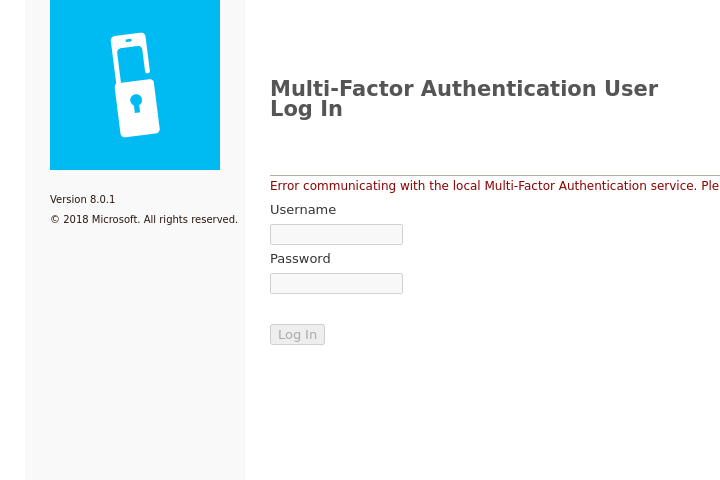 Multi-Factor Authentication User
Log In
Error communicating with the local Multi-Factor Authentication service. Ple
Version 8.0.1
© 2018 Microsoft. All rights reserved.
Username
Password
Log In